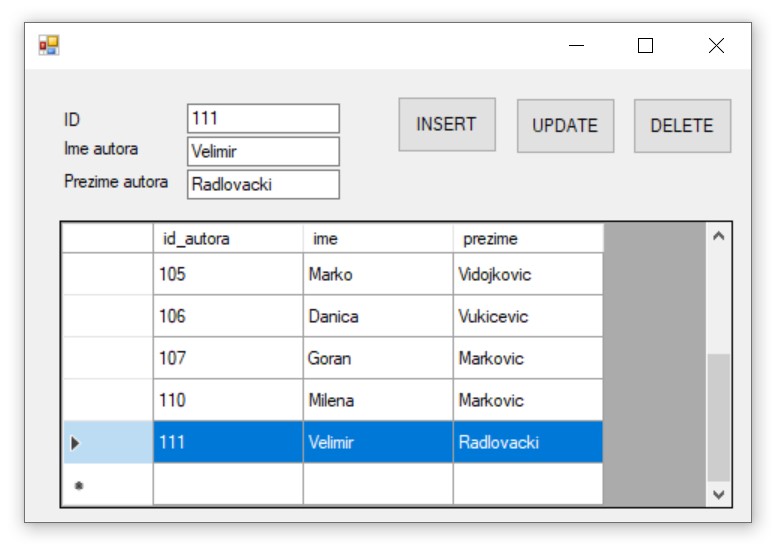 ID 111 INSERT UPDATE DELETE
Ime autora Velimir
Prezime autora Radlovacki
id_autora ime prezime
105 Marko Vidojkovic
106 Danica Vukicevic
107 Goran Markovic
110 Milena Markovic
111 Velimir Radlovacki